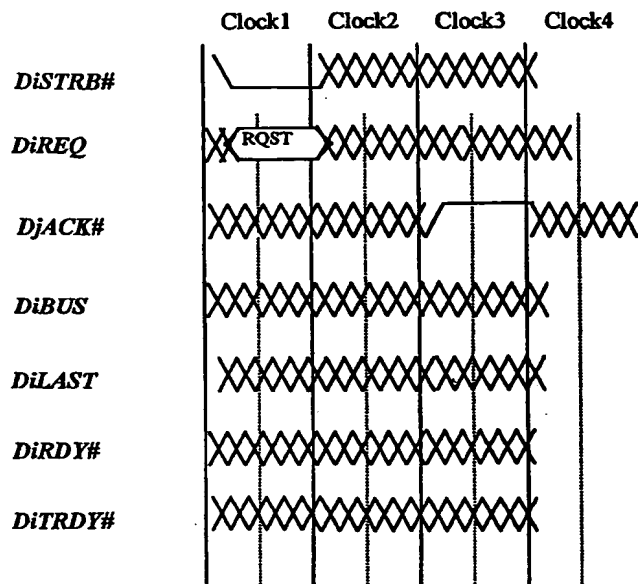 Clock1 Clock2 Clock3 Clock4
DiSTRB#
DiREQ RQST
DjACK#
DiBUS
DiLAST
DiRDY#
DiTRDY#